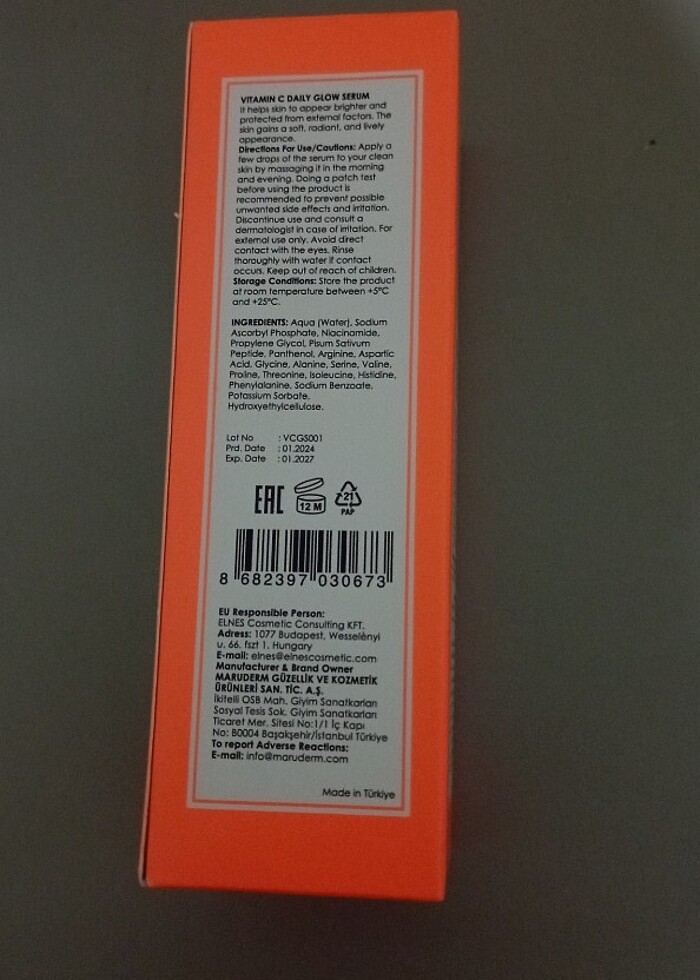 VITAMIN C DAILY GLOW SERUM
It helps skin to appear brighter and
protected from external factors. The
skin gains a soft, radiant, and lively
appearance.
Directions For Use/Cautions: Apply a
few drops of the serum to your clean
skin by massaging it in the morning
and evening. Doing a patch test
before using the product is
recommended to prevent possible
unwanted side effects and irritation.
Discontinue use and consult a
dermatologist in case of irritation. For
external use only. Avoid direct
contact with the eyes. Rinse
thoroughly with water if contact
occurs. Keep out of reach of children.
Storage Conditions: Store the product
at room temperature between +5°C
and +25°C.
INGREDIENTS: Aqua (Water), Sodium
Ascorbyl Phosphate, Niacinamide,
Propylene Glycol, Pisum Sativum
Peptide, Panthenol, Arginine, Aspartic
Acid, Glycine, Alanine, Serine, Valine,
Proline, Threonine, Isoleucine, Histidine,
Phenylalanine, Sodium Benzoate,
Potassium Sorbate,
Hydroxyethylcellulose.
Lot No : VCGS001
Prd. Date : 01.2024
Exp. Date : 01.2027
EAC 12 M 21 PAP
8 682397 030673
EU Responsible Person:
ELNES Cosmetic Consulting KFT.
Adress: 1077 Budapest, Wesselényi
u. 66. fszt 1. Hungary
E-mail: elnes@elnescosmetic.com
Manufacturer & Brand Owner
MARUDERM GÜZELLİK VE KOZMETİK
ÜRÜNLERİ SAN. TİC. A.Ş.
İkitelli OSB Mah. Giyim Sanatkarları
Sosyal Tesis Sok. Giyim Sanatkarları
Ticaret Mer. Sitesi No:1/1 İç Kapı
No: B0004 Başakşehir/İstanbul Türkiye
To report Adverse Reactions:
E-mail: info@maruderm.com
Made in Türkiye